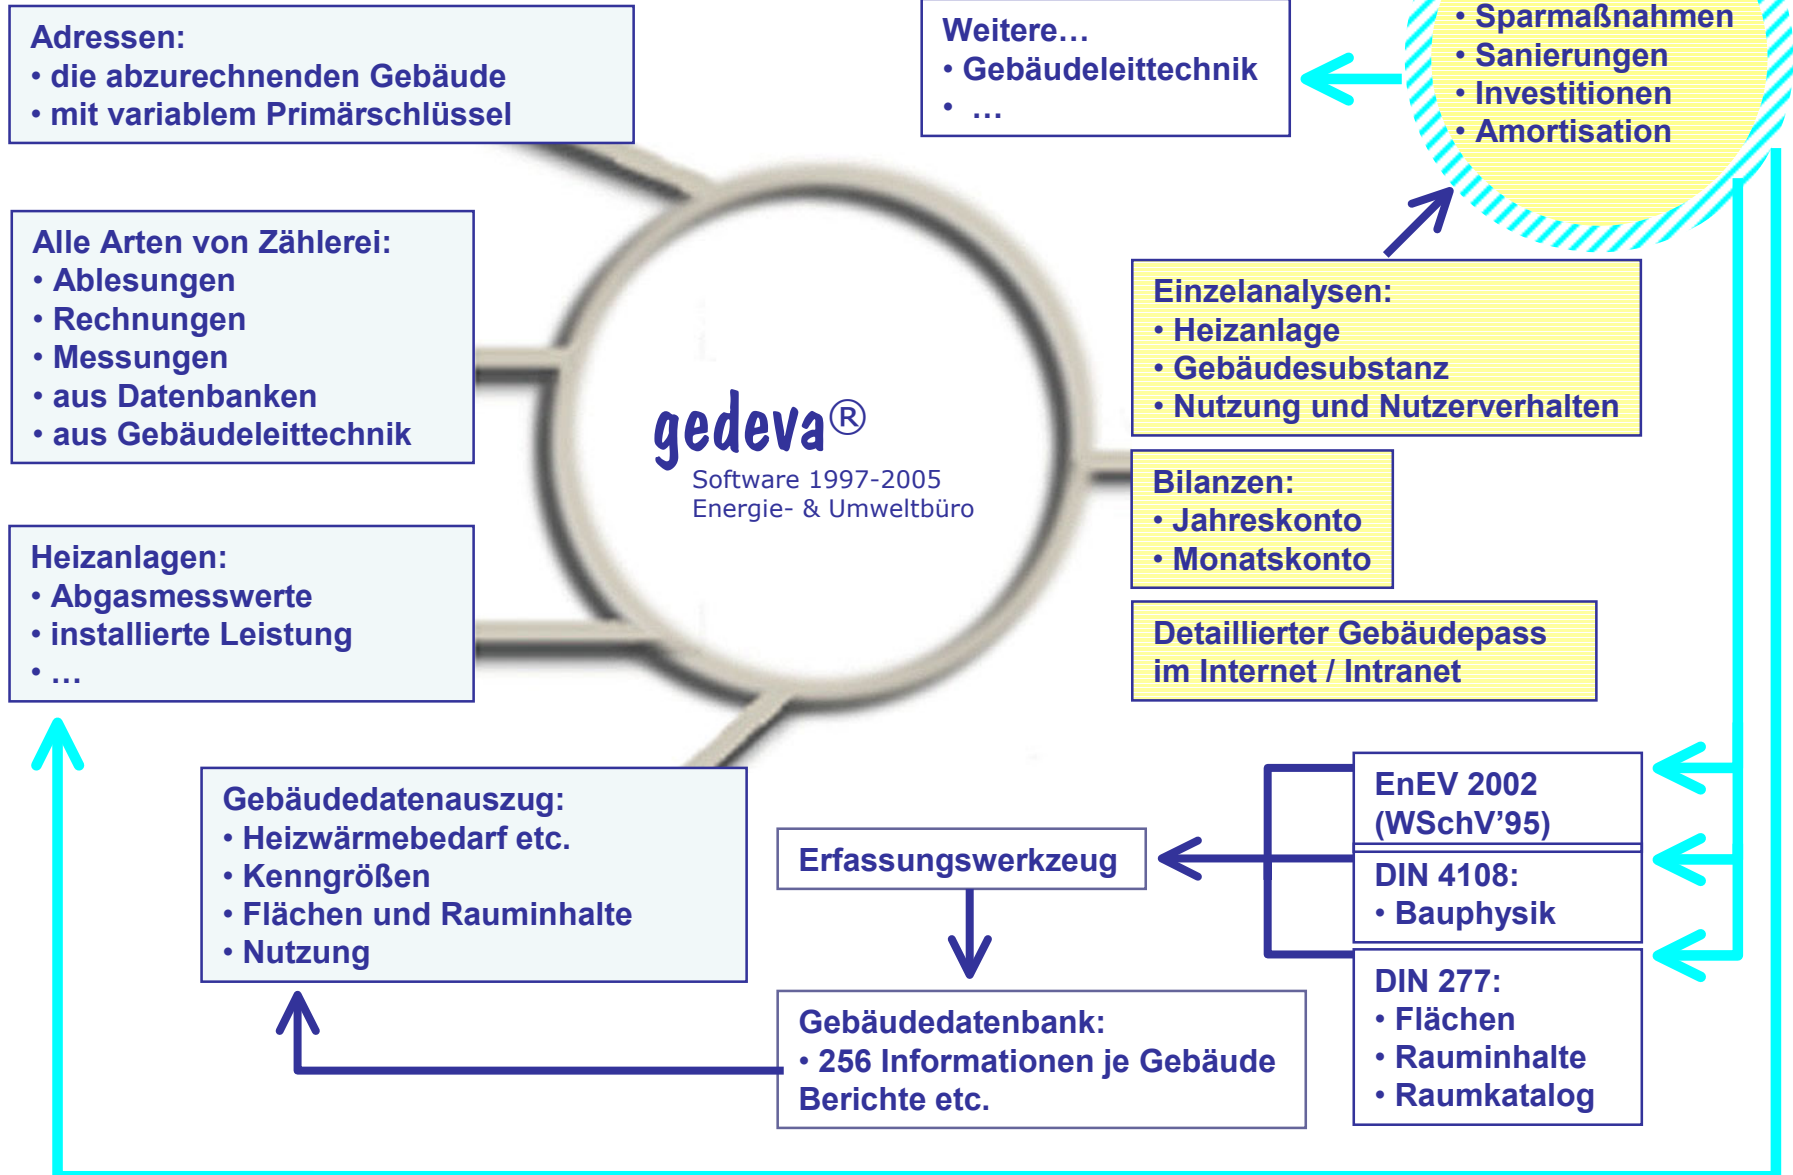 Adressen:
• die abzurechnenden Gebäude
• mit variablem Primärschlüssel
Weitere…
• Gebäudeleittechnik
• …
• Sparmaßnahmen
• Sanierungen
• Investitionen
• Amortisation
Alle Arten von Zählerei:
• Ablesungen
• Rechnungen
• Messungen
• aus Datenbanken
• aus Gebäudeleittechnik
gedeva®
Software 1997-2005
Energie- & Umweltbüro
Einzelanalysen:
• Heizanlage
• Gebäudesubstanz
• Nutzung und Nutzerverhalten
Bilanzen:
• Jahreskonto
• Monatskonto
Detaillierter Gebäudepass
im Internet / Intranet
Heizanlagen:
• Abgasmesswerte
• installierte Leistung
• …
Gebäudedatenauszug:
• Heizwärmebedarf etc.
• Kenngrößen
• Flächen und Rauminhalte
• Nutzung
Erfassungswerkzeug
EnEV 2002
(WSchV’95)
DIN 4108:
• Bauphysik
DIN 277:
• Flächen
• Rauminhalte
• Raumkatalog
Gebäudedatenbank:
• 256 Informationen je Gebäude
Berichte etc.